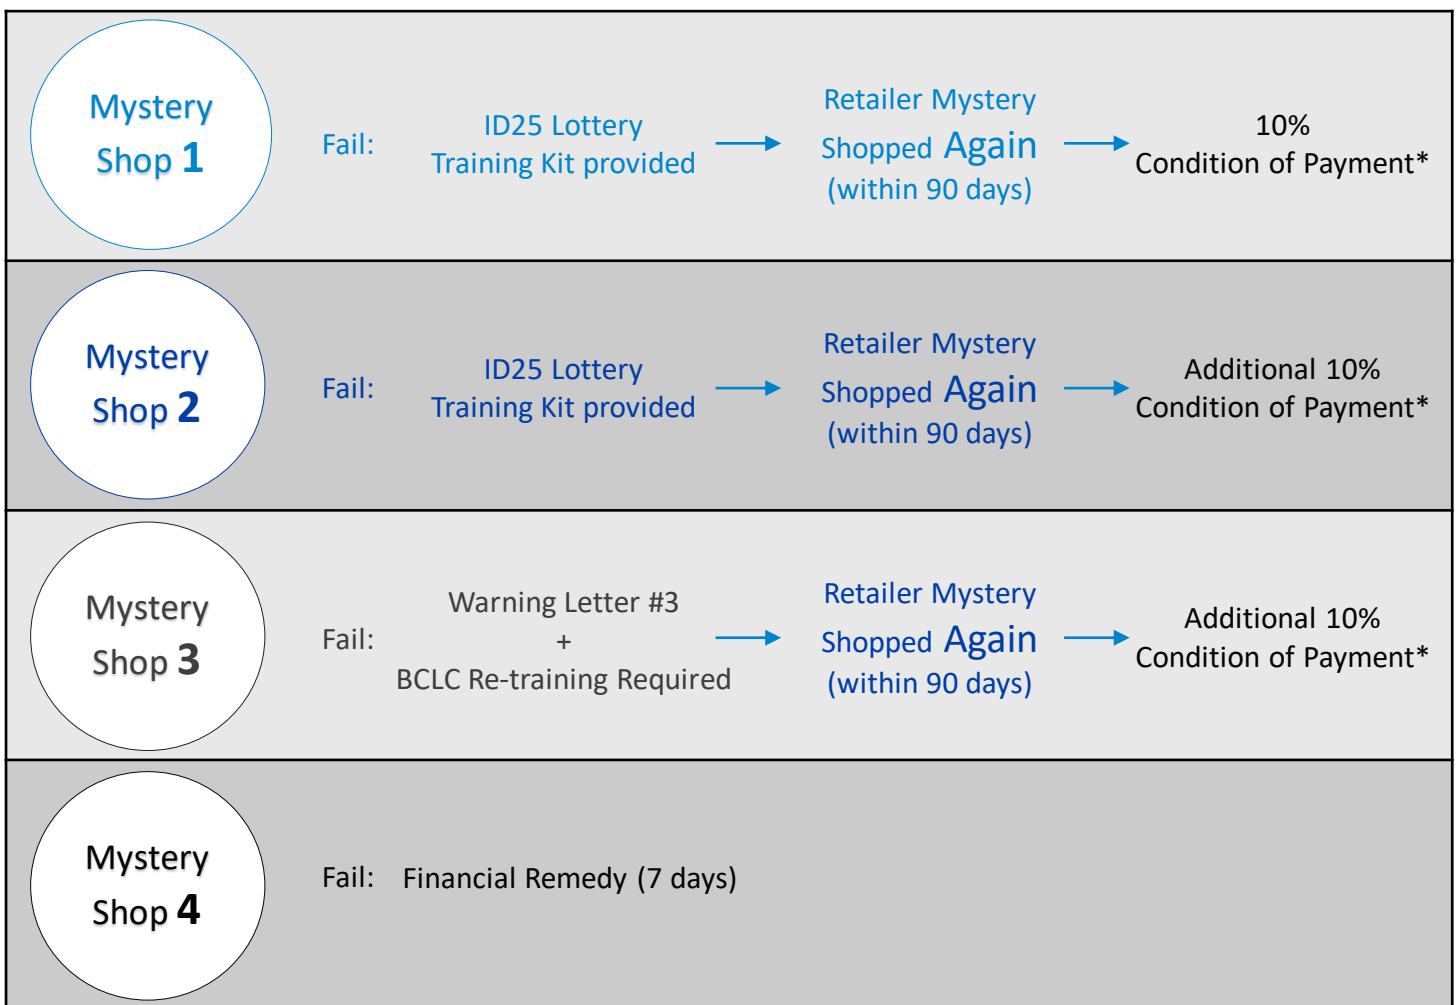 Mystery
Shop 1
Fail:
ID25 Lottery
Training Kit provided
Retailer Mystery
Shopped Again
(within 90 days)
10%
Condition of Payment*
Mystery
Shop 2
Fail:
ID25 Lottery
Training Kit provided
Retailer Mystery
Shopped Again
(within 90 days)
Additional 10%
Condition of Payment*
Mystery
Shop 3
Fail:
Warning Letter #3
+
BCLC Re-training Required
Retailer Mystery
Shopped Again
(within 90 days)
Additional 10%
Condition of Payment*
Mystery
Shop 4
Fail:
Financial Remedy (7 days)